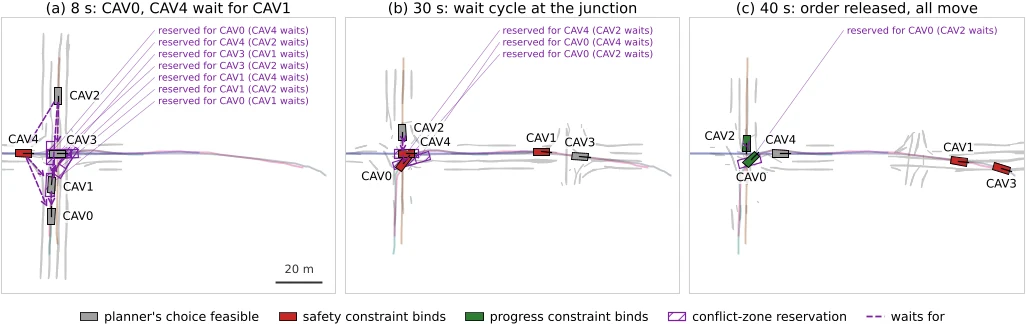 (a) 8 s: CAV0, CAV4 wait for CAV1
reserved for CAV0 (CAV4 waits)
reserved for CAV4 (CAV2 waits)
reserved for CAV3 (CAV1 waits)
reserved for CAV3 (CAV2 waits)
reserved for CAV1 (CAV4 waits)
reserved for CAV1 (CAV2 waits)
reserved for CAV0 (CAV1 waits)
CAV2
CAV4
CAV3
CAV1
CAV0
20 m
(b) 30 s: wait cycle at the junction
reserved for CAV4 (CAV2 waits)
reserved for CAV0 (CAV4 waits)
reserved for CAV0 (CAV2 waits)
CAV2
CAV4
CAV1
CAV3
CAV0
(c) 40 s: order released, all move
reserved for CAV0 (CAV2 waits)
CAV2
CAV4
CAV1
CAV0
CAV3
planner's choice feasible
safety constraint binds
progress constraint binds
conflict-zone reservation
waits for